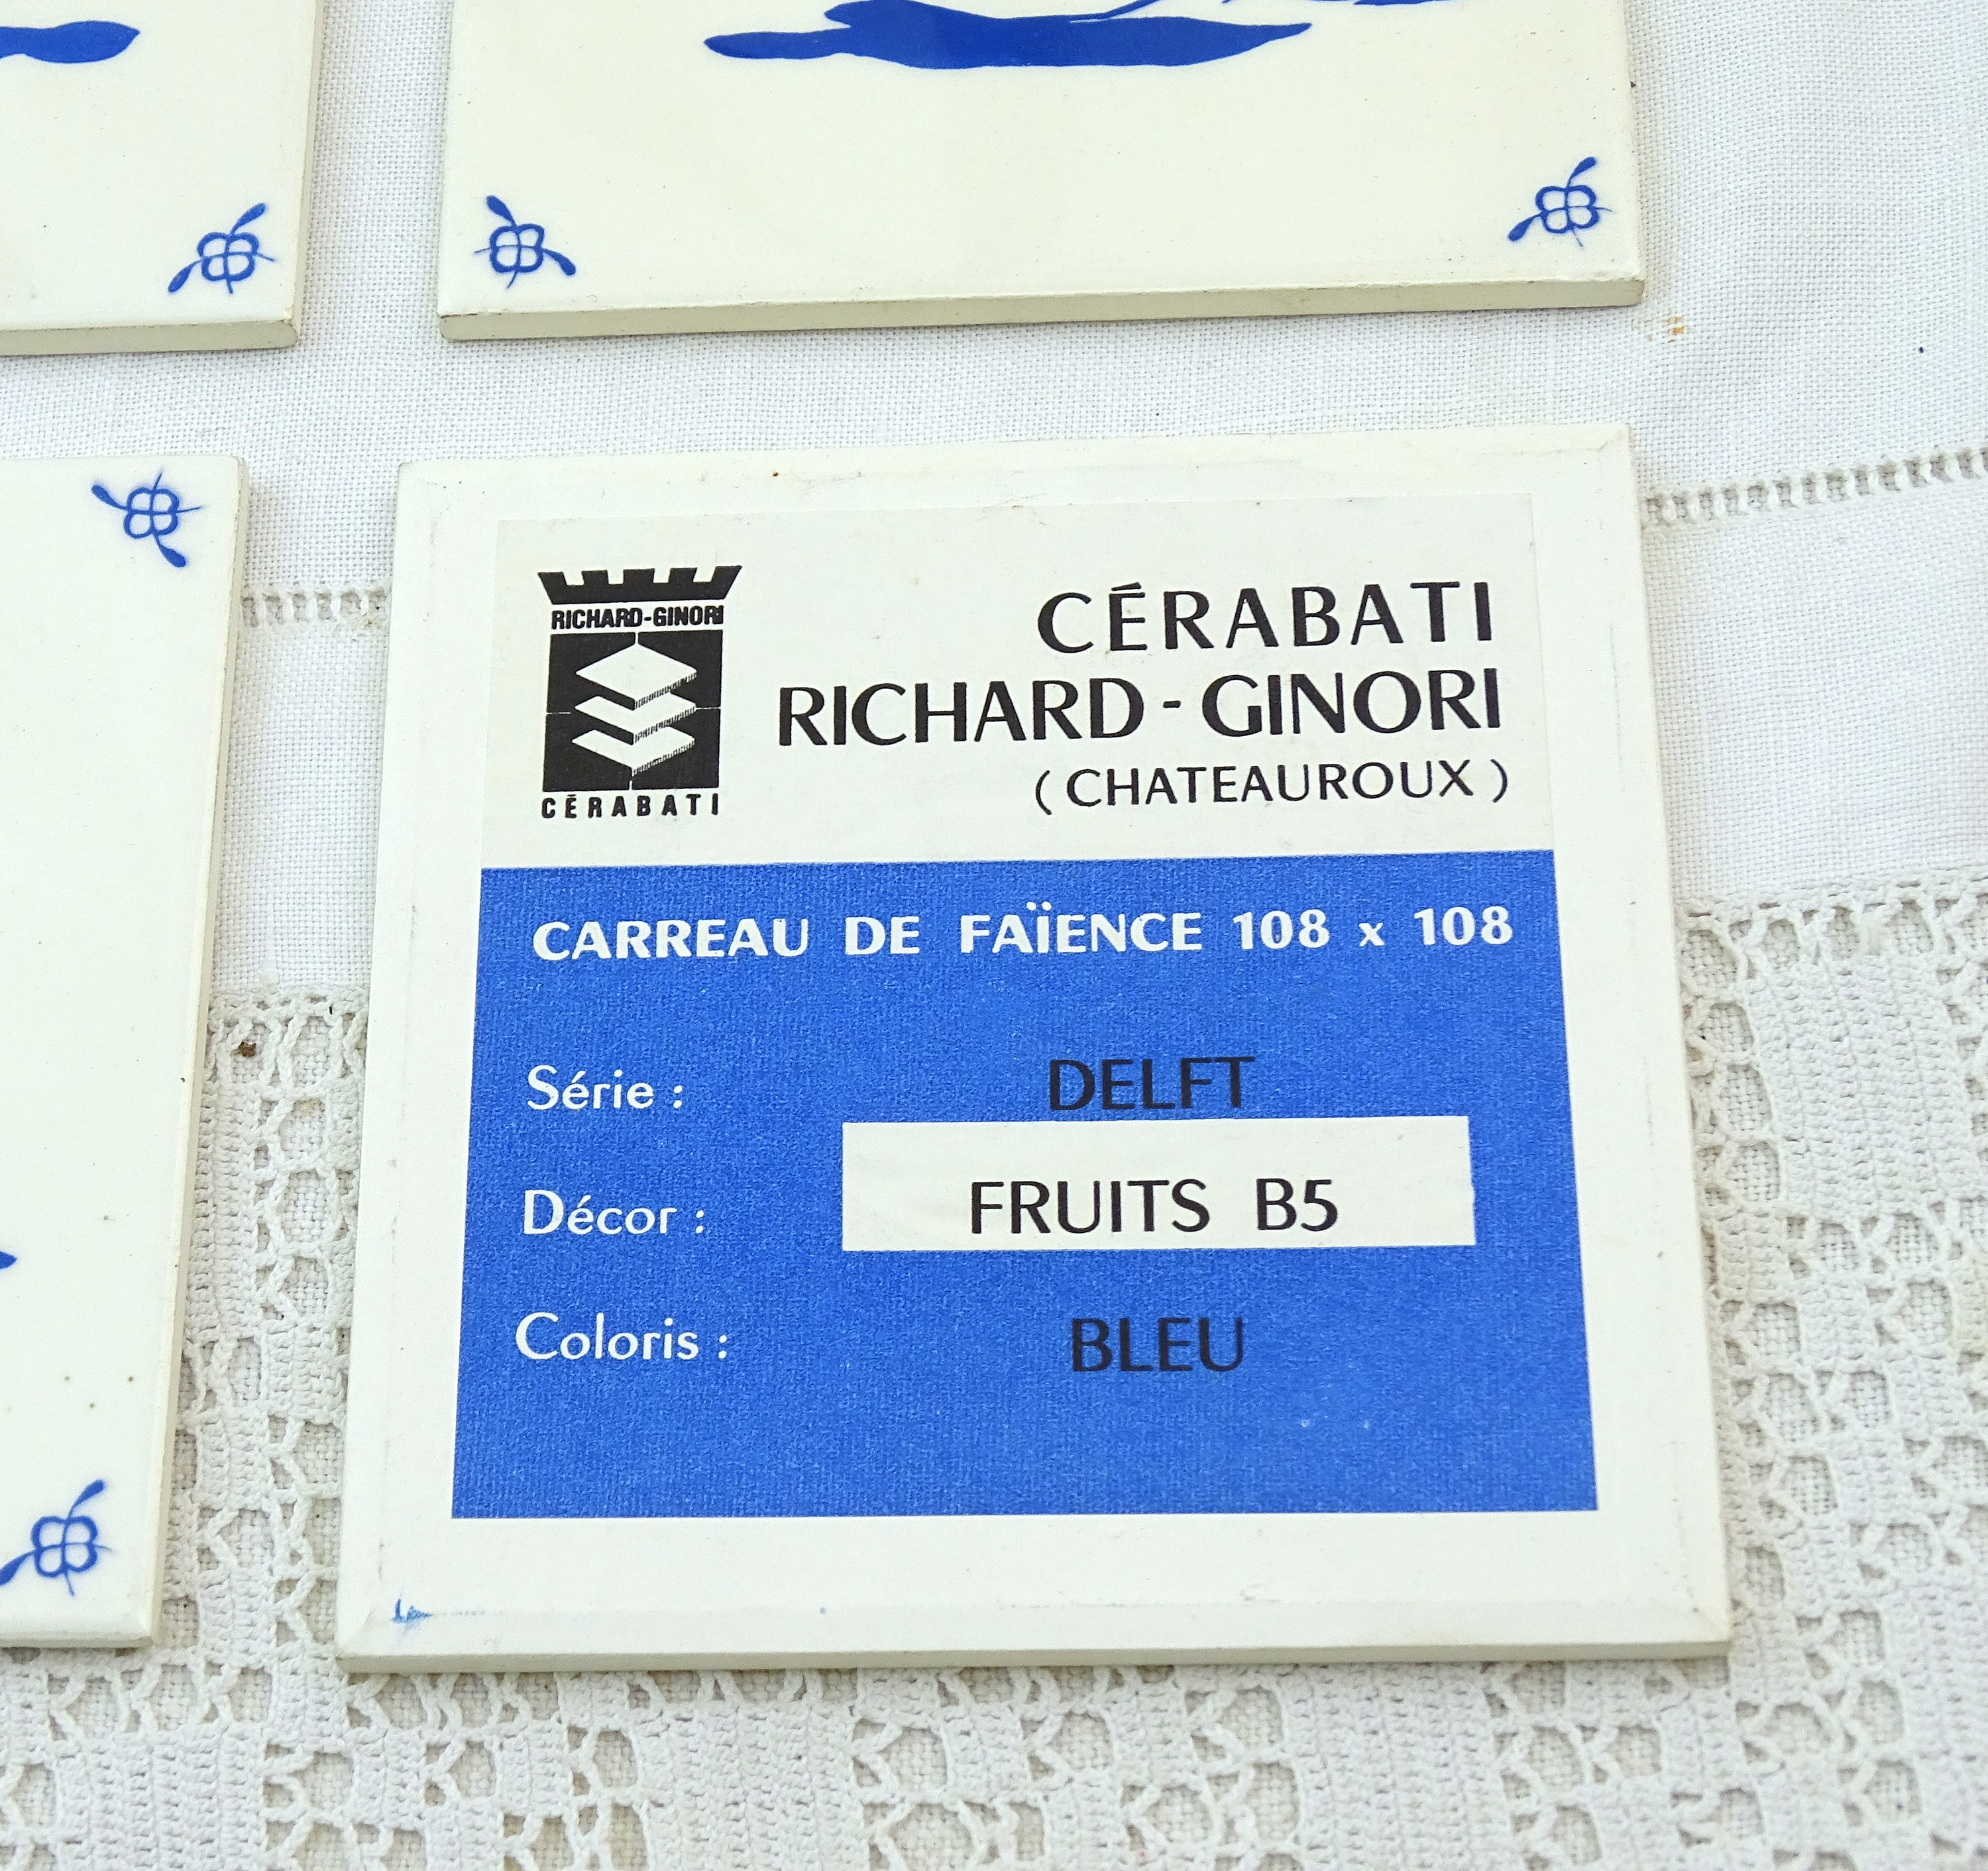 RICHARD-GINORI
CÉRABATI
CÉRABATI
RICHARD-GINORI
(CHATEAUROUX)
CARREAU DE FAÏENCE 108 x 108
Série : DELFT
Décor : FRUITS B5
Coloris : BLEU